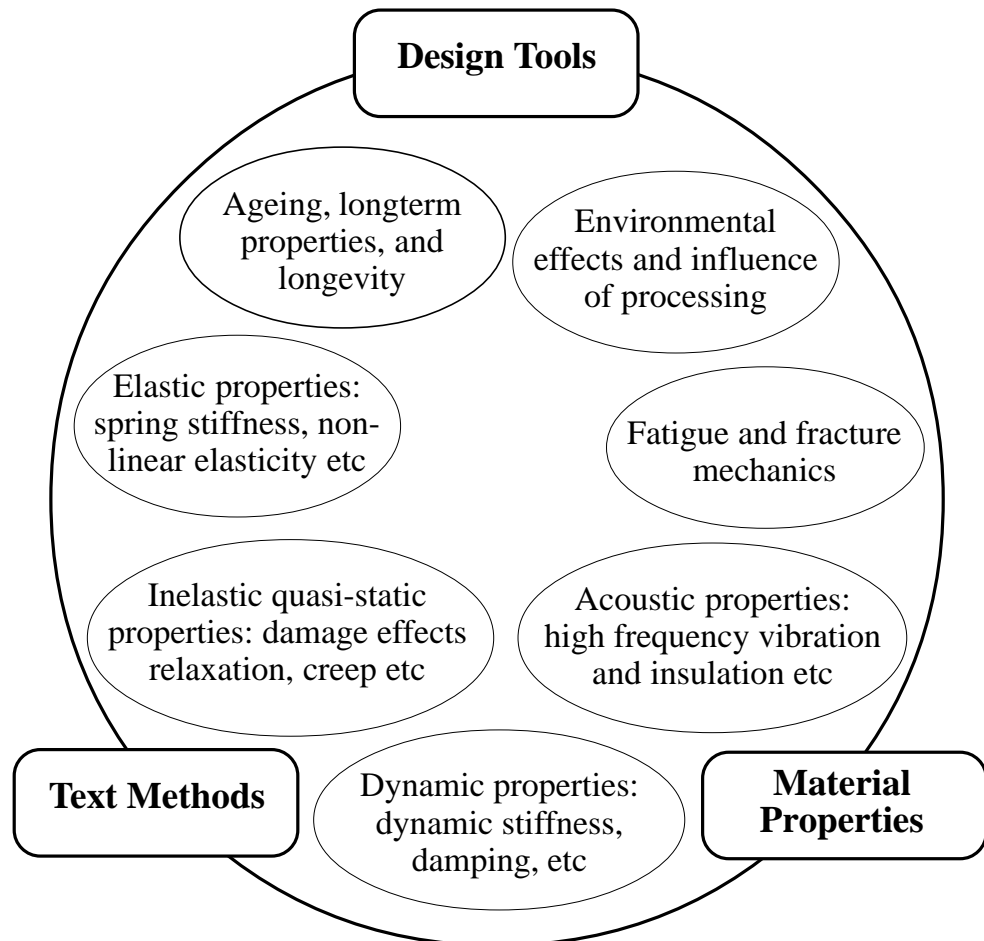 Design Tools
Ageing, longterm
properties, and
longevity
Environmental
effects and influence
of processing
Elastic properties:
spring stiffness, non-
linear elasticity etc
Fatigue and fracture
mechanics
Inelastic quasi-static
properties: damage effects
relaxation, creep etc
Acoustic properties:
high frequency vibration
and insulation etc
Text Methods
Dynamic properties:
dynamic stiffness,
damping, etc
Material
Properties